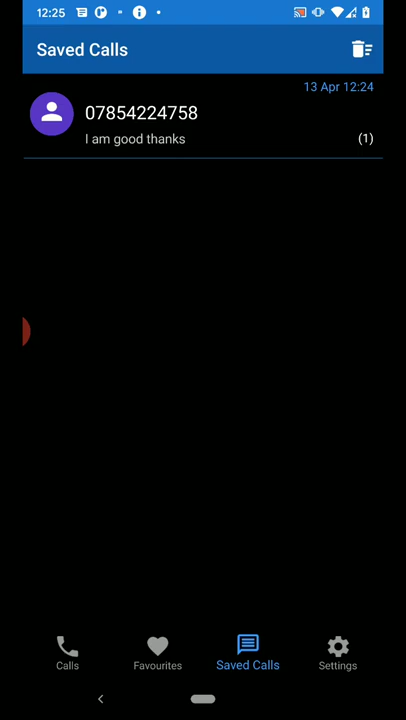 12:25
Saved Calls
13 Apr 12:24
07854224758
I am good thanks
(1)
Calls
Favourites
Saved Calls
Settings